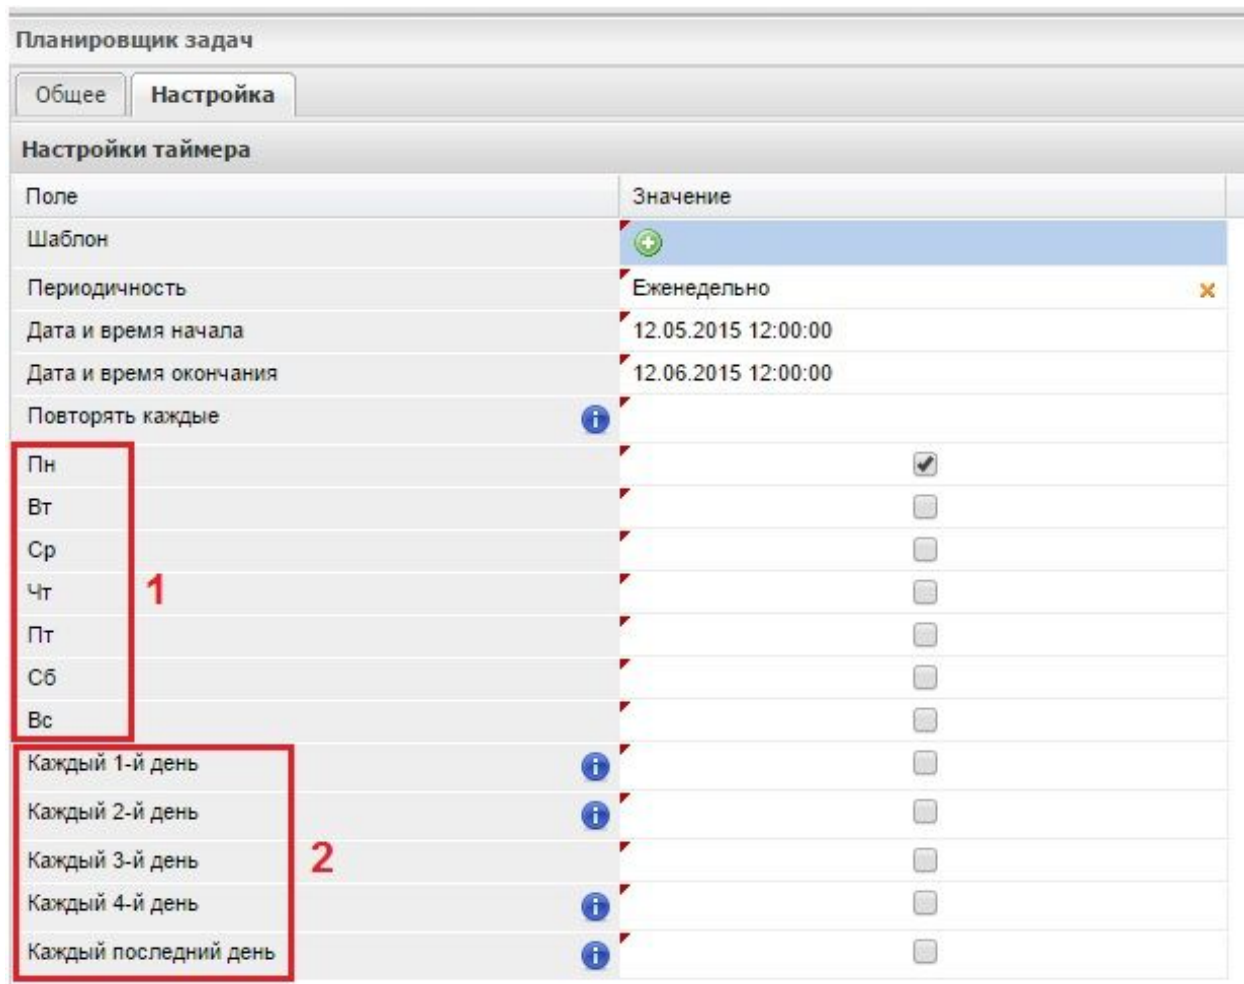 Планировщик задач
Общее Настройка
Настройки таймера
Поле Значение
Шаблон
Периодичность Еженедельно
Дата и время начала 12.05.2015 12:00:00
Дата и время окончания 12.06.2015 12:00:00
Повторять каждые
Пн
Вт
Ср
Чт 1
Пт
Сб
Вс
Каждый 1-й день
Каждый 2-й день
Каждый 3-й день 2
Каждый 4-й день
Каждый последний день